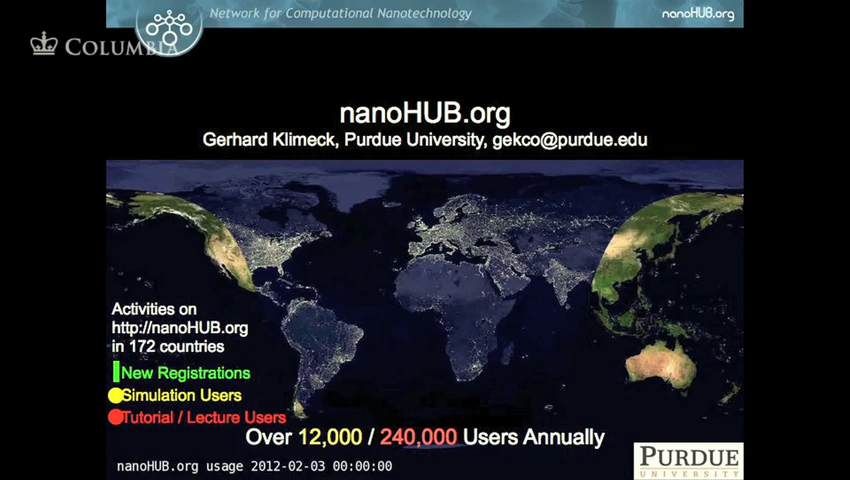 Network for Computational Nanotechnology
nanoHUB.org
COLUMBIA
nanoHUB.org
Gerhard Klimeck, Purdue University, gekco@purdue.edu
Activities on
http://nanoHUB.org
in 172 countries
New Registrations
Simulation Users
Tutorial / Lecture Users
Over 12,000 / 240,000 Users Annually
nanoHUB.org usage 2012-02-03 00:00:00
PURDUE
UNIVERSITY